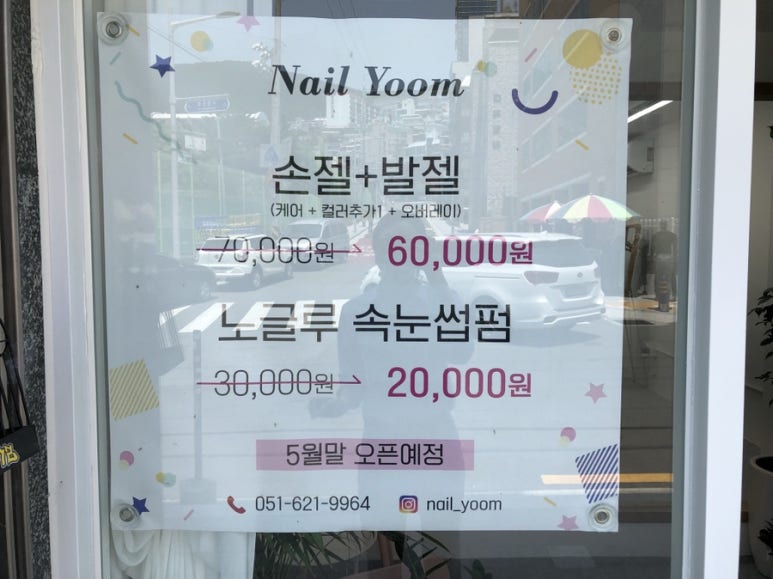 Nail Yoom
손젤+발젤
(케어 + 컬러추가1 + 오버레이)
70,000원 → 60,000원
노글루 속눈썹펌
30,000원 → 20,000원
5월말 오픈예정
051-621-9964 nail_yoom